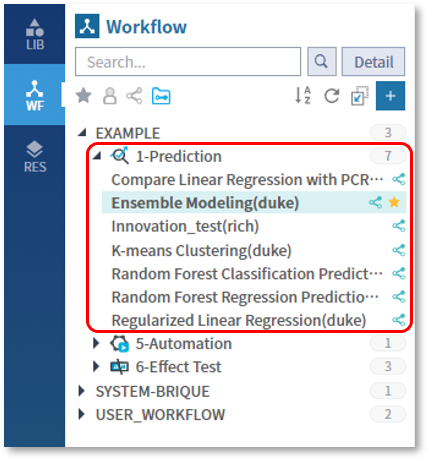 LIB
WF
RES
Workflow
Search...
Detail
A
Z
+
EXAMPLE 3
1-Prediction 7
Compare Linear Regression with PCR···
Ensemble Modeling(duke)
Innovation_test(rich)
K-means Clustering(duke)
Random Forest Classification Predict···
Random Forest Regression Predictio···
Regularized Linear Regression(duke)
5-Automation 1
6-Effect Test 3
SYSTEM-BRIQUE 1
USER_WORKFLOW 2